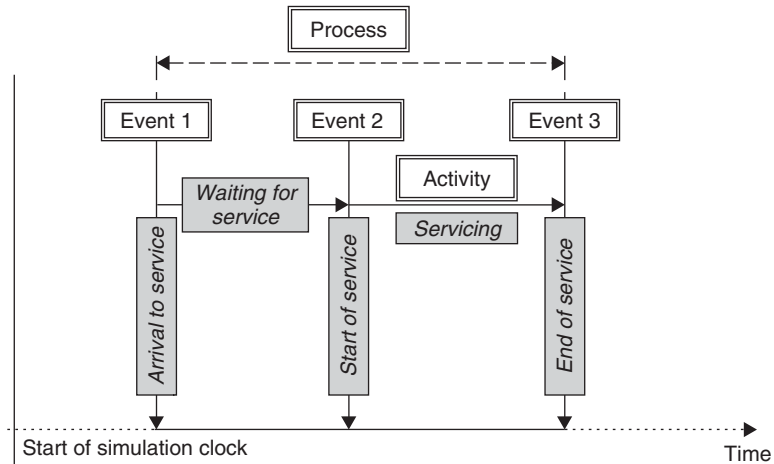 Process
Event 1
Event 2
Event 3
Waiting for
service
Activity
Servicing
Arrival to service
Start of service
End of service
Start of simulation clock
Time